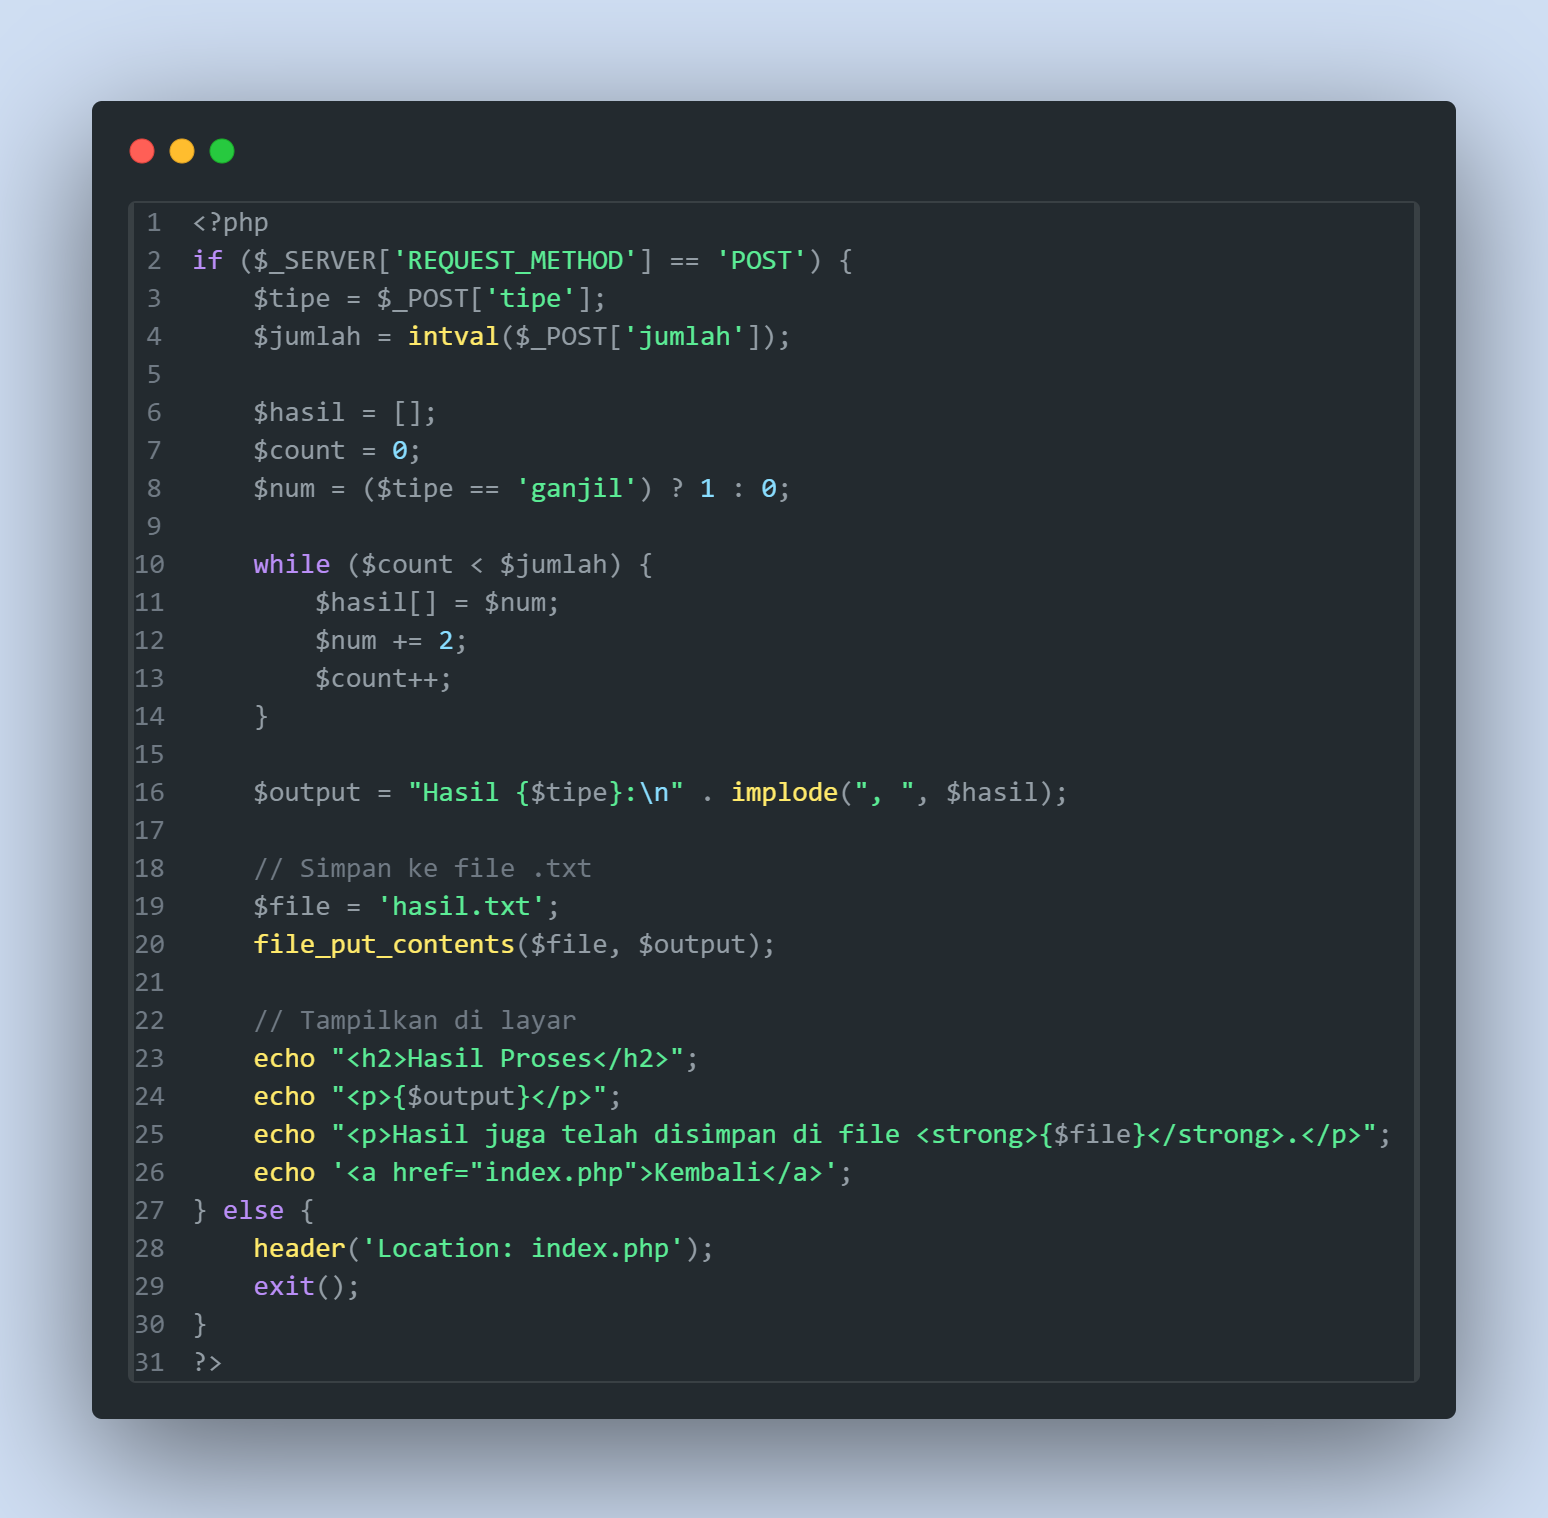 1 <?php
2 if ($_SERVER['REQUEST_METHOD'] == 'POST') {
3     $tipe = $_POST['tipe'];
4     $jumlah = intval($_POST['jumlah']);
5
6     $hasil = [];
7     $count = 0;
8     $num = ($tipe == 'ganjil') ? 1 : 0;
9
10     while ($count < $jumlah) {
11         $hasil[] = $num;
12         $num += 2;
13         $count++;
14     }
15
16     $output = "Hasil {$tipe}:\n" . implode(", ", $hasil);
17
18     // Simpan ke file .txt
19     $file = 'hasil.txt';
20     file_put_contents($file, $output);
21
22     // Tampilkan di layar
23     echo "<h2>Hasil Proses</h2>";
24     echo "<p>{$output}</p>";
25     echo "<p>Hasil juga telah disimpan di file <strong>{$file}</strong>.</p>";
26     echo '<a href="index.php">Kembali</a>';
27 } else {
28     header('Location: index.php');
29     exit();
30 }
31 ?>